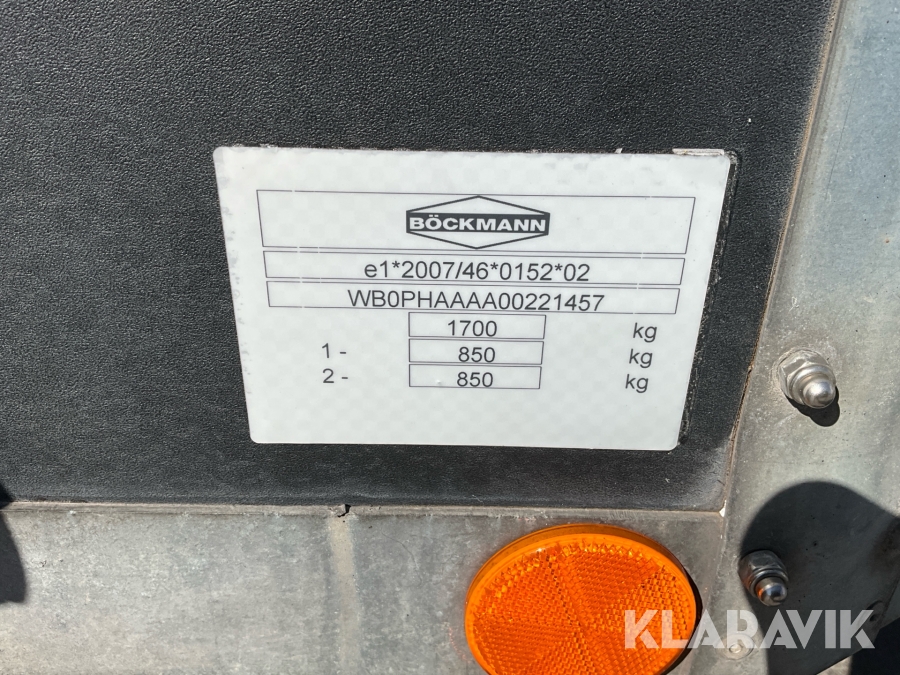 BÖCKMANN
e1*2007/46*0152*02
WB0PHAAAA00221457
1700 kg
1 - 850 kg
2 - 850 kg
KLARAVIK